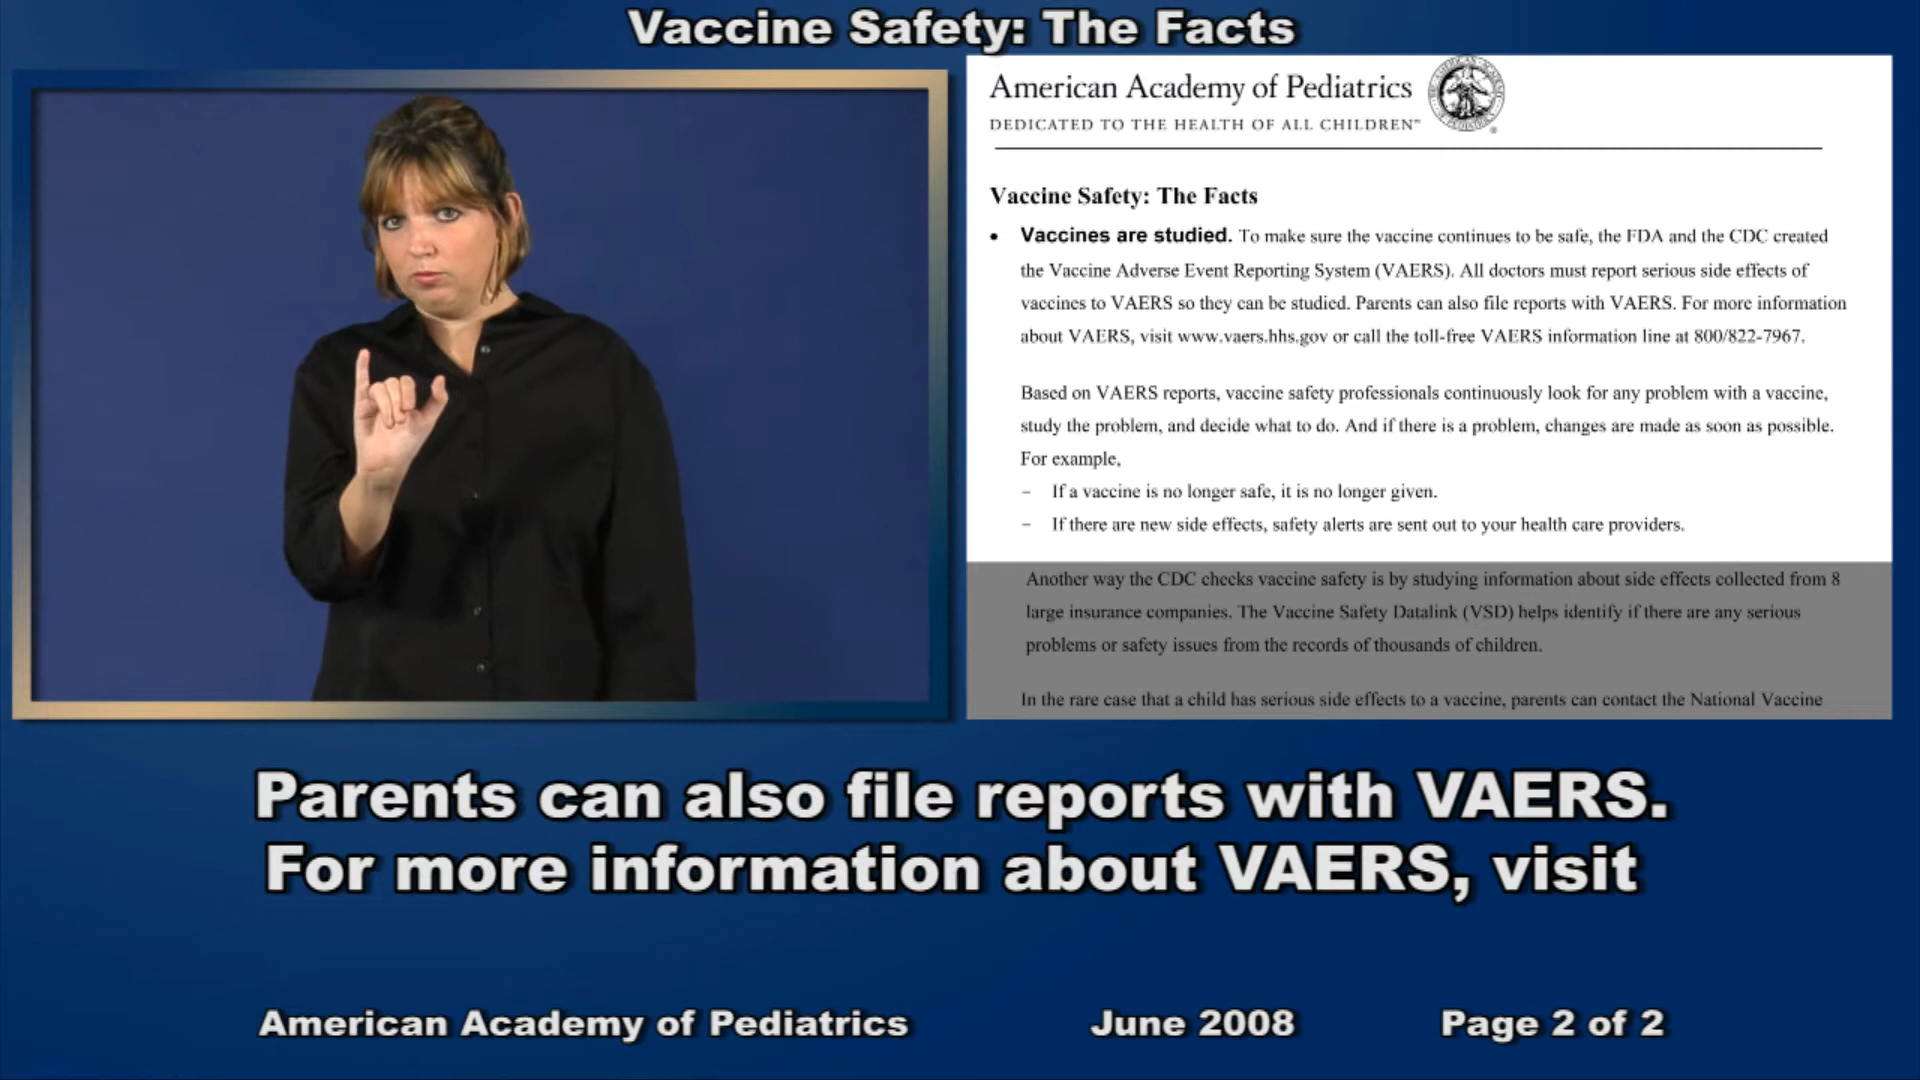 Vaccine Safety: The Facts
American Academy of Pediatrics
DEDICATED TO THE HEALTH OF ALL CHILDREN™
Vaccine Safety: The Facts
• Vaccines are studied. To make sure the vaccine continues to be safe, the FDA and the CDC created
the Vaccine Adverse Event Reporting System (VAERS). All doctors must report serious side effects of
vaccines to VAERS so they can be studied. Parents can also file reports with VAERS. For more information
about VAERS, visit www.vaers.hhs.gov or call the toll-free VAERS information line at 800/822-7967.
Based on VAERS reports, vaccine safety professionals continuously look for any problem with a vaccine,
study the problem, and decide what to do. And if there is a problem, changes are made as soon as possible.
For example,
– If a vaccine is no longer safe, it is no longer given.
– If there are new side effects, safety alerts are sent out to your health care providers.
Another way the CDC checks vaccine safety is by studying information about side effects collected from 8
large insurance companies. The Vaccine Safety Datalink (VSD) helps identify if there are any serious
problems or safety issues from the records of thousands of children.
In the rare case that a child has serious side effects to a vaccine, parents can contact the National Vaccine
Parents can also file reports with VAERS.
For more information about VAERS, visit
American Academy of Pediatrics June 2008 Page 2 of 2